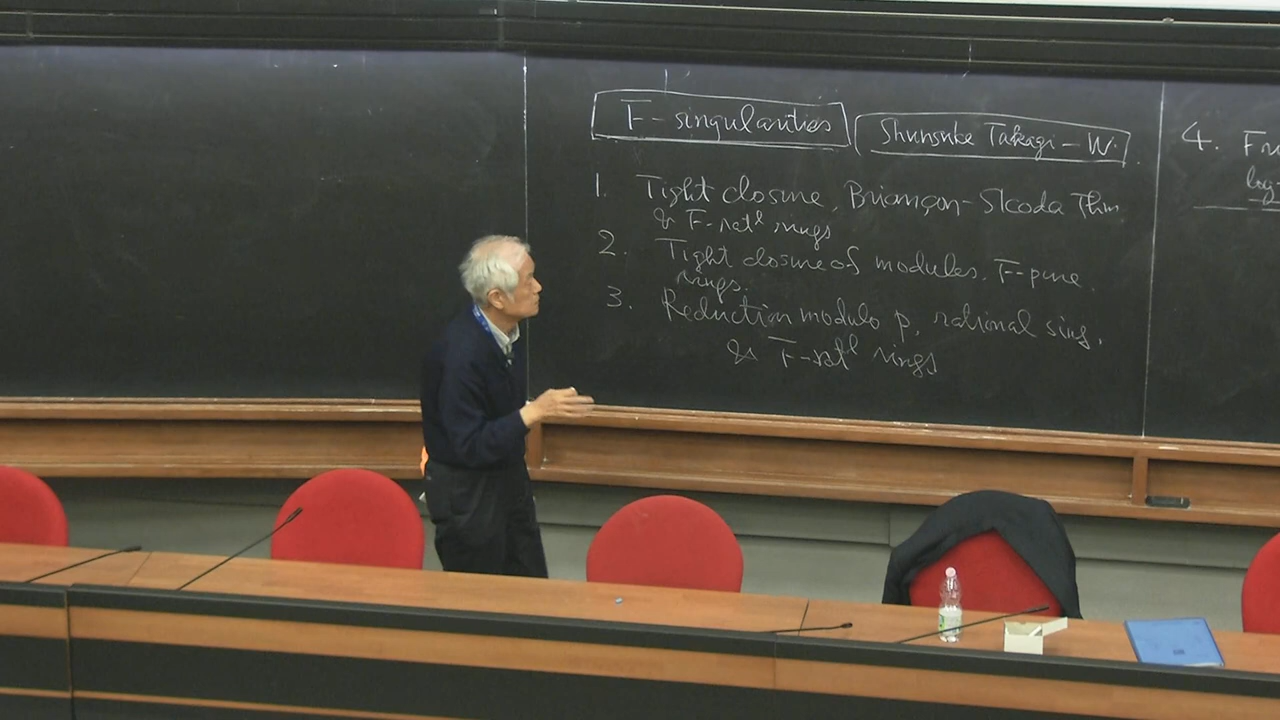 F-singularities
Shunsuke Takagi - W.
1. Tight closure, Briançon-Skoda Thm
& F-rat'l rings
2. Tight closure of modules, F-pure
rings.
3. Reduction modulo p, rational sing,
& F-rat'l rings
4.
log-